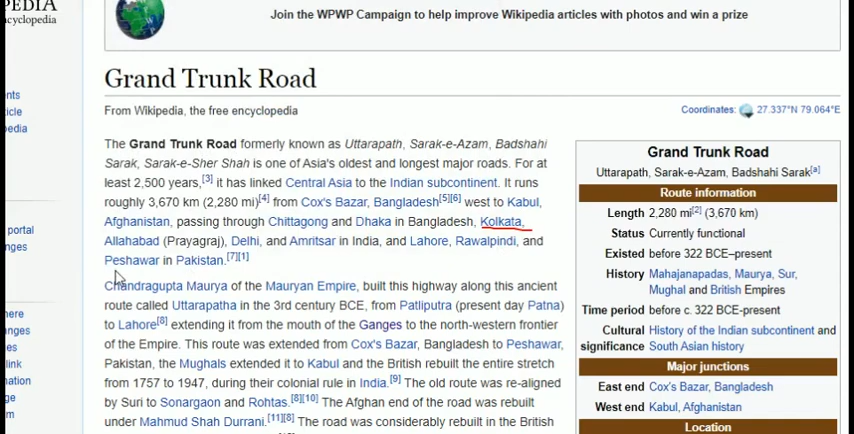 PEDIA
cyclopedia
Join the WPWP Campaign to help improve Wikipedia articles with photos and win a prize
Grand Trunk Road
From Wikipedia, the free encyclopedia
Coordinates: 27.337°N 79.064°E
nts
icle
pedia
portal
nges
here
anges
es
link
mation
ge
m
The Grand Trunk Road formerly known as Uttarapath, Sarak-e-Azam, Badshahi
Sarak, Sarak-e-Sher Shah is one of Asia's oldest and longest major roads. For at
least 2,500 years,[3] it has linked Central Asia to the Indian subcontinent. It runs
roughly 3,670 km (2,280 mi)[4] from Cox's Bazar, Bangladesh[5][6] west to Kabul,
Afghanistan, passing through Chittagong and Dhaka in Bangladesh, Kolkata,
Allahabad (Prayagraj), Delhi, and Amritsar in India, and Lahore, Rawalpindi, and
Peshawar in Pakistan.[7][1]
Chandragupta Maurya of the Mauryan Empire, built this highway along this ancient
route called Uttarapatha in the 3rd century BCE, from Patliputra (present day Patna)
to Lahore[8] extending it from the mouth of the Ganges to the north-western frontier
of the Empire. This route was extended from Cox's Bazar, Bangladesh to Peshawar,
Pakistan, the Mughals extended it to Kabul and the British rebuilt the entire stretch
from 1757 to 1947, during their colonial rule in India.[9] The old route was re-aligned
by Suri to Sonargaon and Rohtas.[8][10] The Afghan end of the road was rebuilt
under Mahmud Shah Durrani.[11][8] The road was considerably rebuilt in the British
Grand Trunk Road
Uttarapath, Sarak-e-Azam, Badshahi Sarak[a]
Route information
Length 2,280 mi[2] (3,670 km)
Status Currently functional
Existed before 322 BCE–present
History Mahajanapadas, Maurya, Sur,
Mughal and British Empires
Time period before c. 322 BCE-present
Cultural History of the Indian subcontinent and
significance South Asian history
Major junctions
East end Cox's Bazar, Bangladesh
West end Kabul, Afghanistan
Location